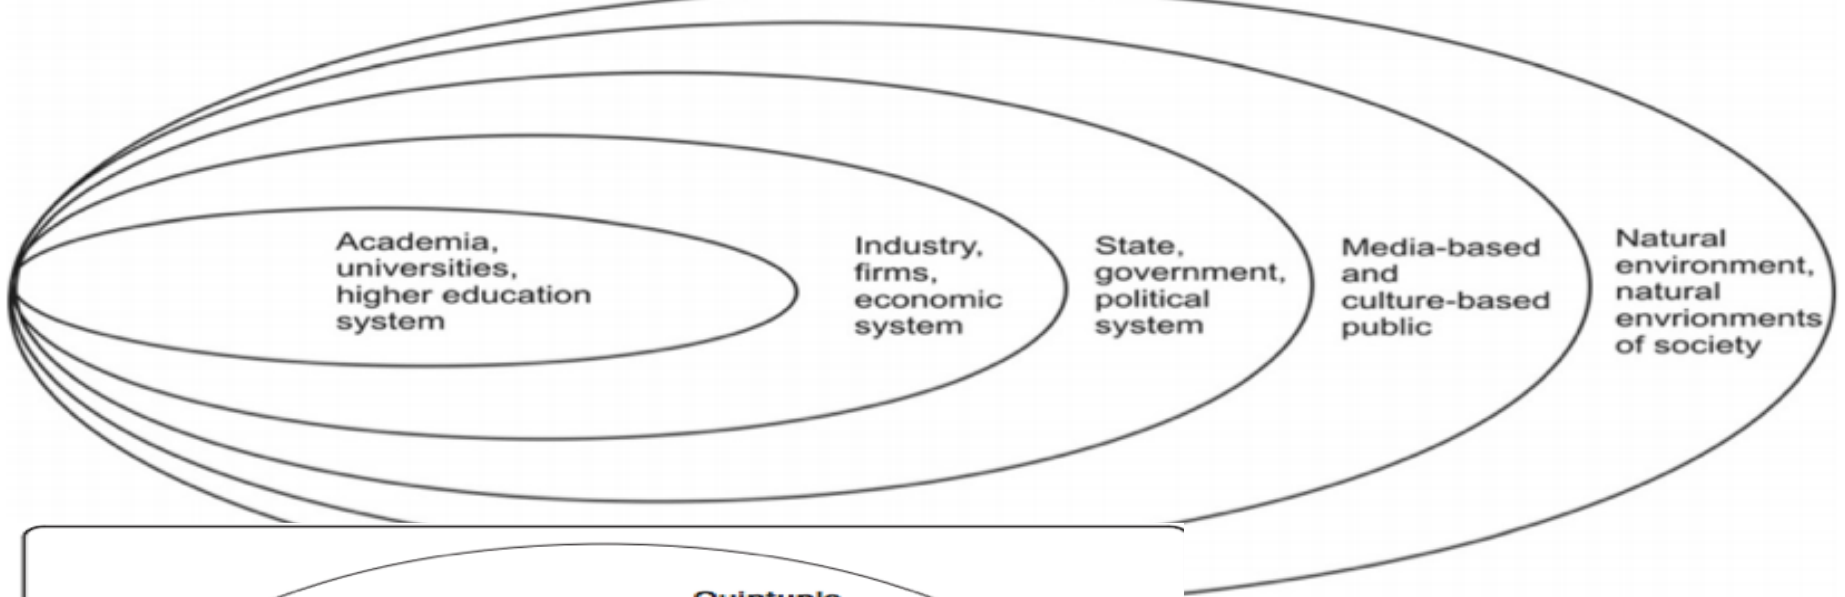 Academia,
universities,
higher education
system
Industry,
firms,
economic
system
State,
government,
political
system
Media-based
and
culture-based
public
Natural
environment,
natural
envrionments
of society